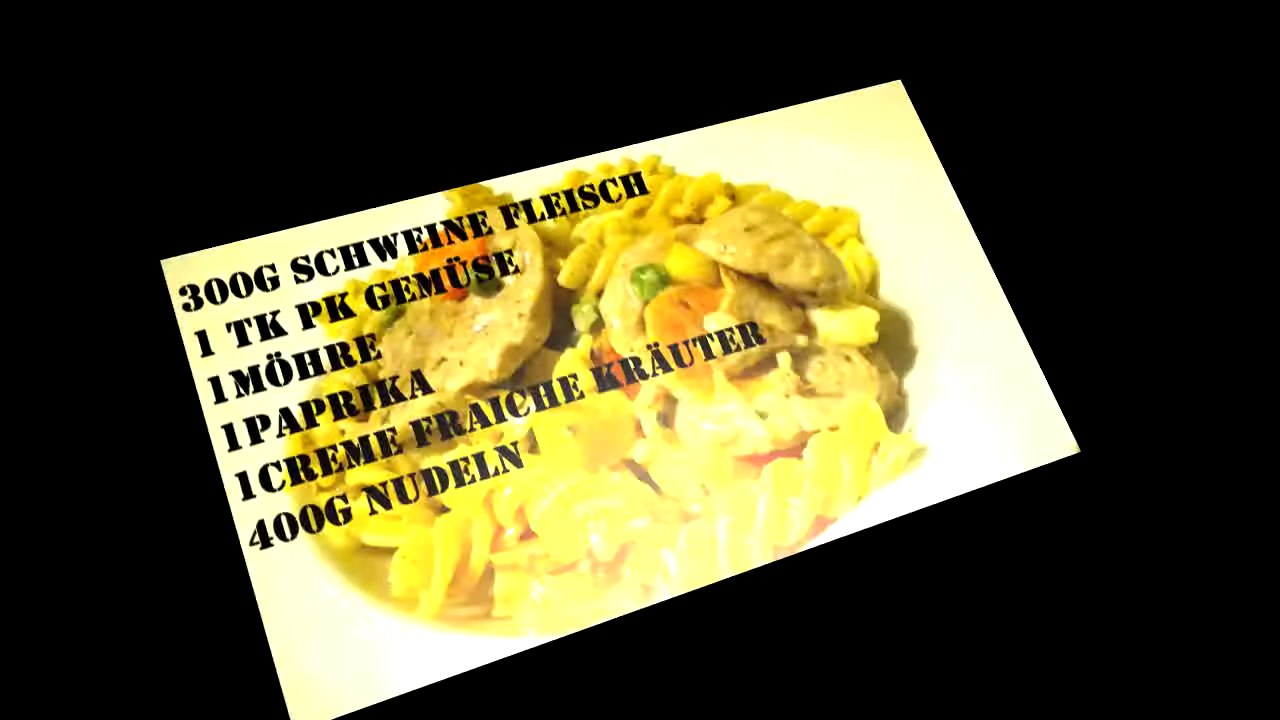 300G SCHWEINE FLEISCH
1 TK PK GEMÜSE
1MÖHRE
1PAPRIKA
1CREME FRAICHE KRÄUTER
400G NUDELN